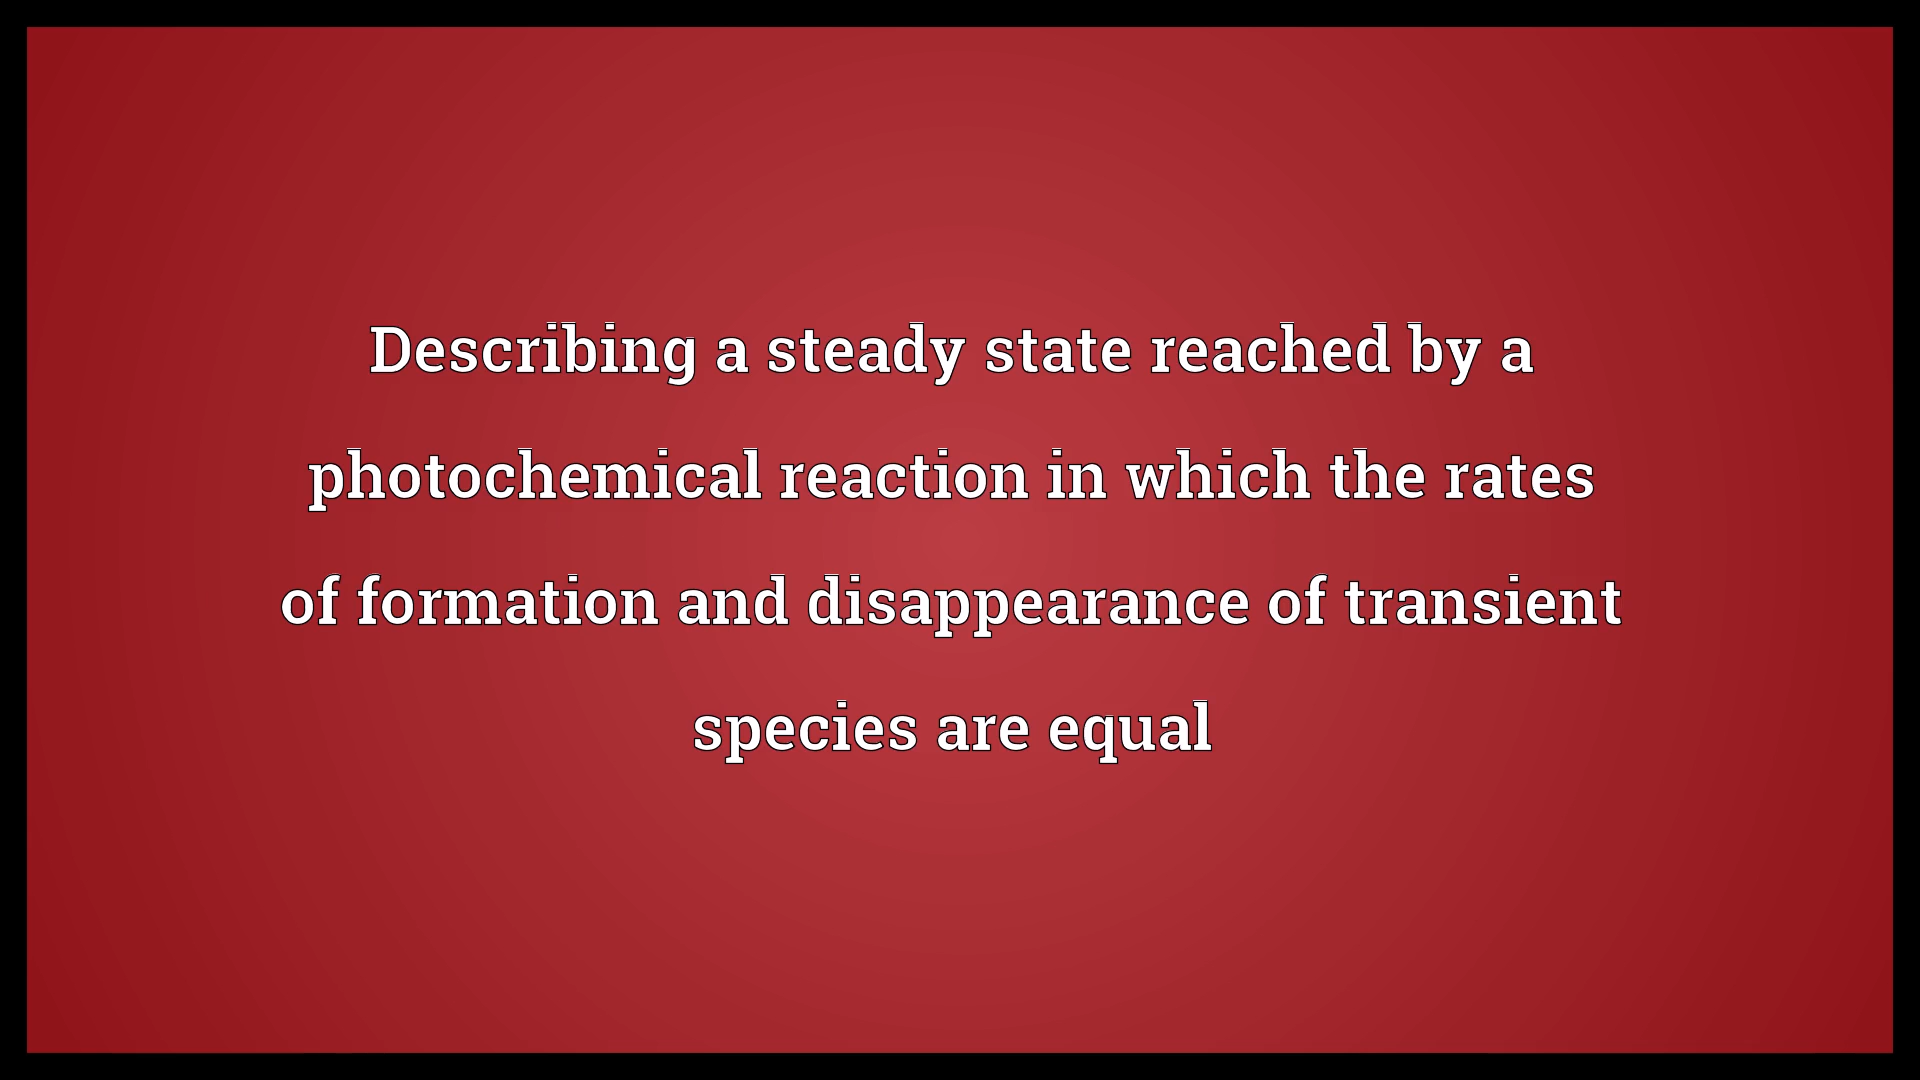 Describing a steady state reached by a
photochemical reaction in which the rates
of formation and disappearance of transient
species are equal